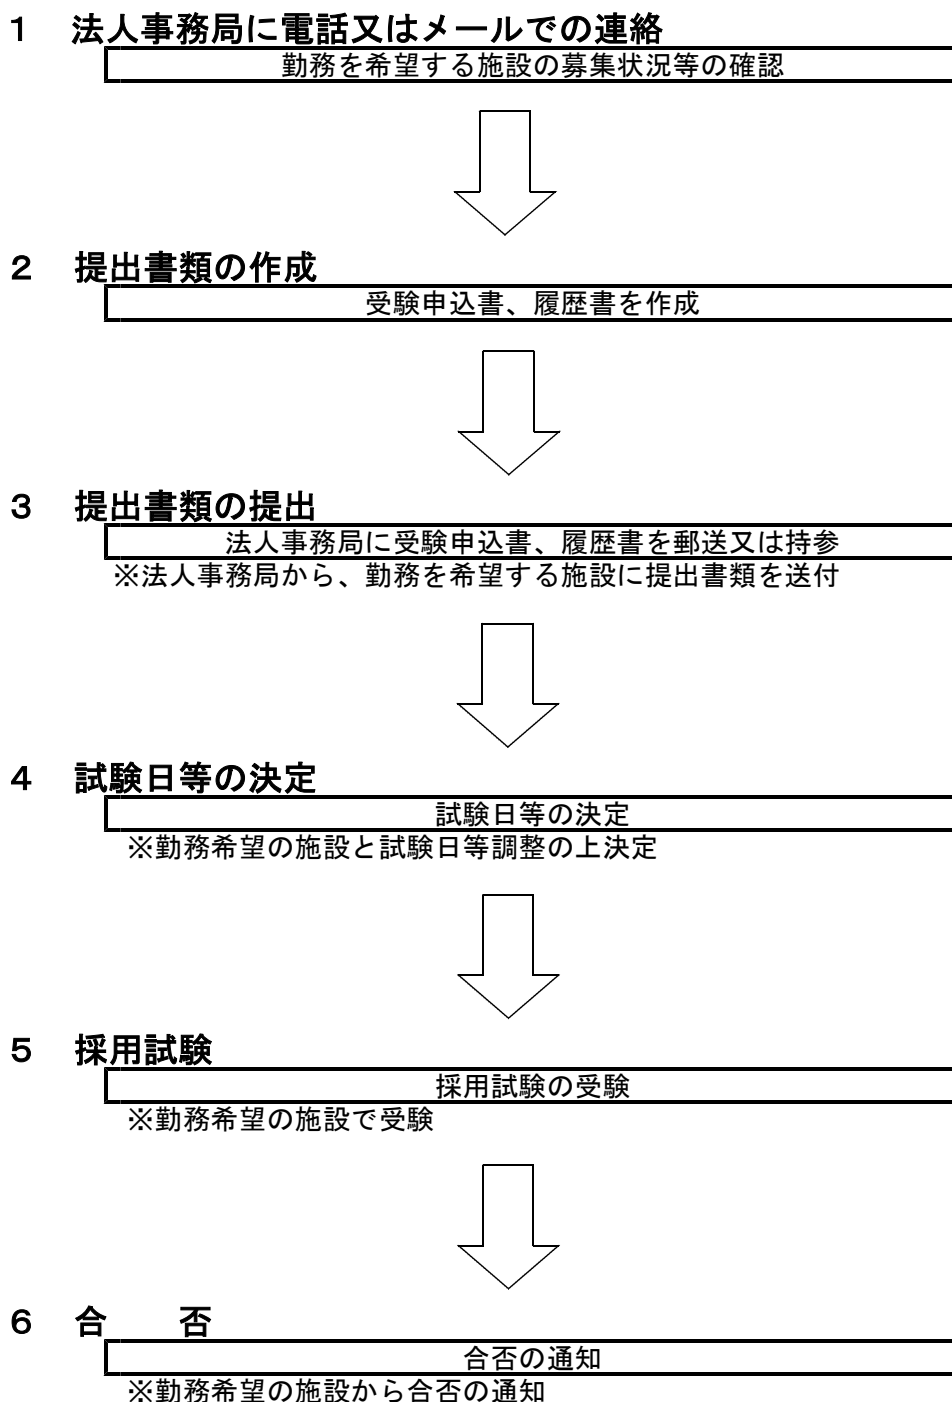 １　法人事務局に電話又はメールでの連絡
勤務を希望する施設の募集状況等の確認
２　提出書類の作成
受験申込書、履歴書を作成
３　提出書類の提出
法人事務局に受験申込書、履歴書を郵送又は持参
※法人事務局から、勤務を希望する施設に提出書類を送付
４　試験日等の決定
試験日等の決定
※勤務希望の施設と試験日等調整の上決定
５　採用試験
採用試験の受験
※勤務希望の施設で受験
６　合　　否
合否の通知
※勤務希望の施設から合否の通知